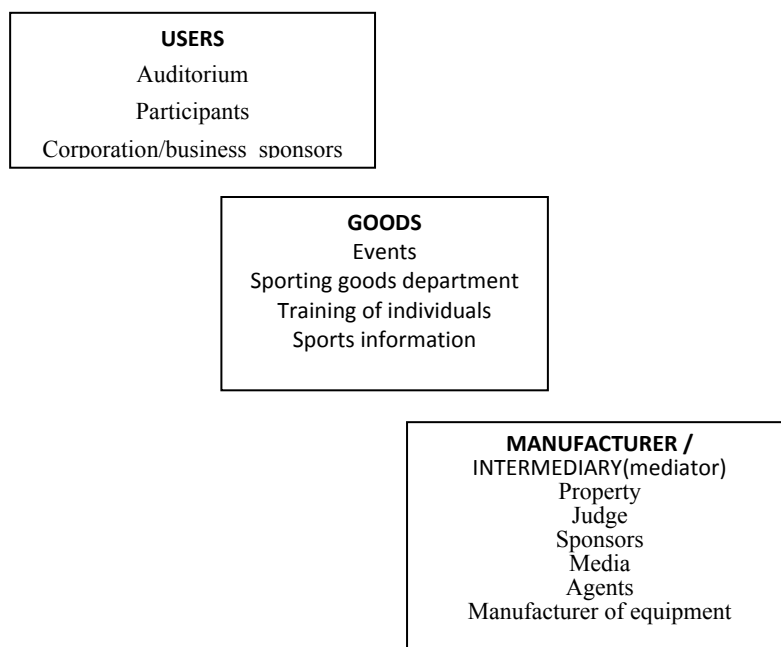 USERS
Auditorium
Participants
Corporation/business sponsors
GOODS
Events
Sporting goods department
Training of individuals
Sports information
MANUFACTURER /
INTERMEDIARY(mediator)
Property
Judge
Sponsors
Media
Agents
Manufacturer of equipment